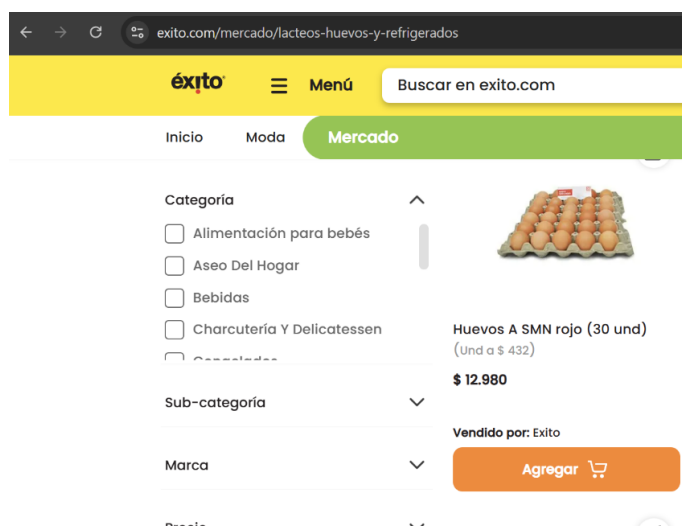 exito.com/mercado/lacteos-huevos-y-refrigerados
éxito
Menú
Buscar en exito.com
Inicio
Moda
Mercado
Categoría
Alimentación para bebés
Aseo Del Hogar
Bebidas
Charcutería Y Delicatessen
Sub-categoría
Marca
Huevos A SMN rojo (30 und)
(Und a $ 432)
$ 12.980
Vendido por: Exito
Agregar